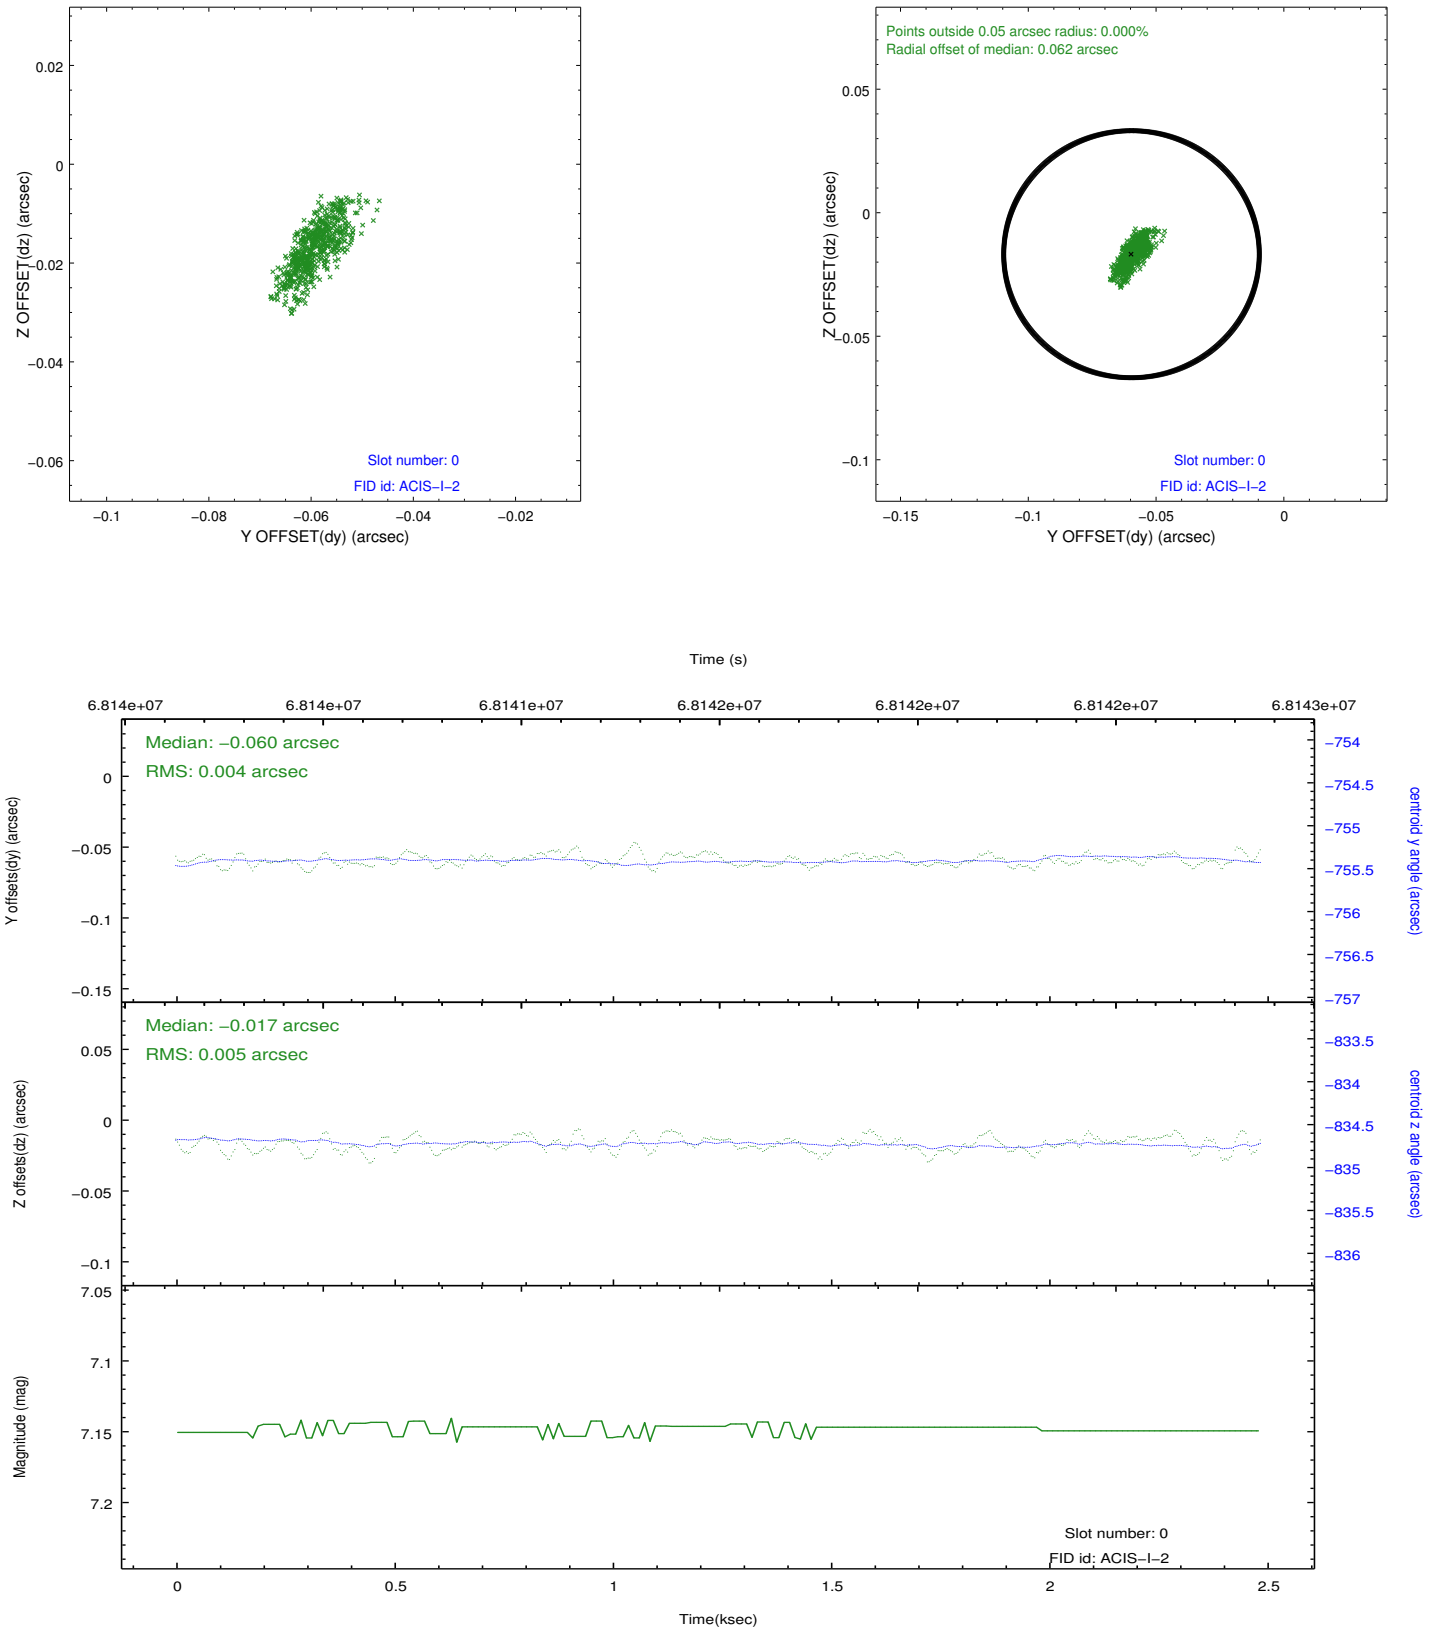 0.02
0
−0.02
−0.04
−0.06
Z OFFSET(dz) (arcsec)
Slot number: 0
FID id: ACIS−I−2
−0.1
−0.08
−0.06
−0.04
−0.02
Y OFFSET(dy) (arcsec)
Points outside 0.05 arcsec radius: 0.000%
Radial offset of median: 0.062 arcsec
0.05
0
−0.05
−0.1
Z OFFSET(dz) (arcsec)
Slot number: 0
FID id: ACIS−I−2
−0.15
−0.1
−0.05
0
Y OFFSET(dy) (arcsec)
Time (s)
6.814e+07
6.814e+07
6.8141e+07
6.8142e+07
6.8142e+07
6.8142e+07
6.8143e+07
Median: −0.060 arcsec
RMS: 0.004 arcsec
0
−0.05
−0.1
−0.15
Y offsets(dy) (arcsec)
−754
−754.5
−755
−755.5
−756
−756.5
−757
centroid y angle (arcsec)
Median: −0.017 arcsec
RMS: 0.005 arcsec
0.05
0
−0.05
−0.1
Z offsets(dz) (arcsec)
−833.5
−834
−834.5
−835
−835.5
−836
centroid z angle (arcsec)
7.05
7.1
7.15
7.2
Magnitude (mag)
Slot number: 0
FID id: ACIS−I−2
0
0.5
1
1.5
2
2.5
Time(ksec)